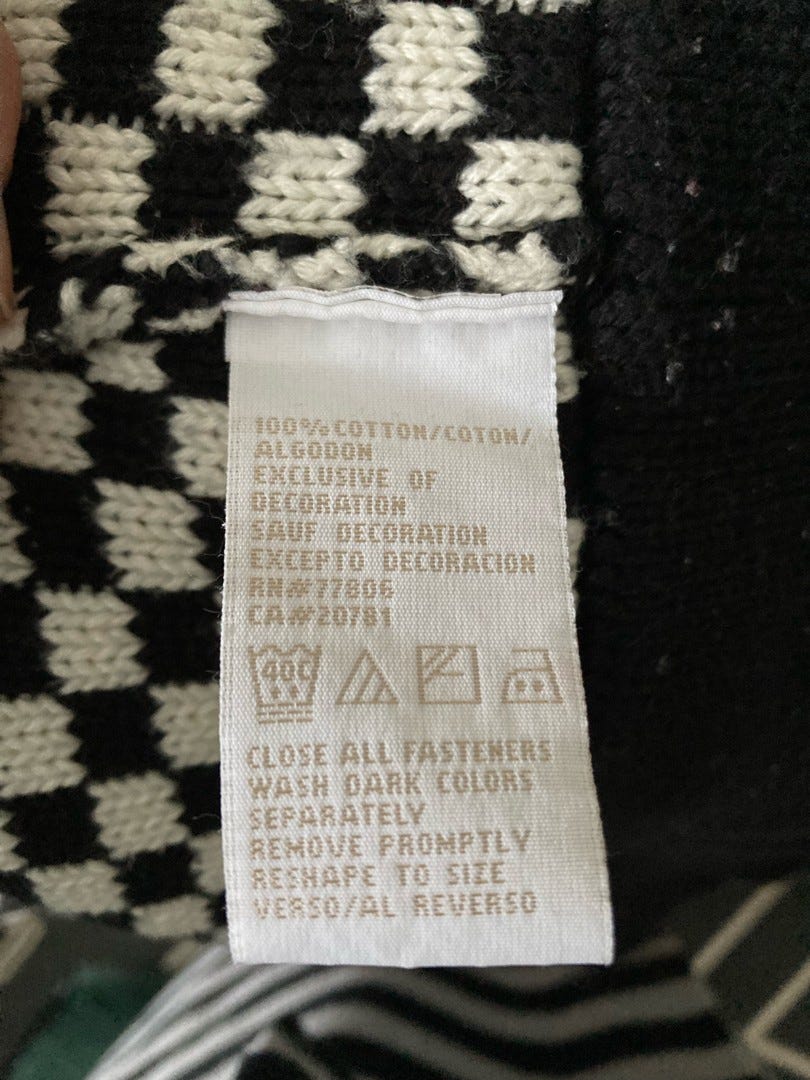 100% COTTON/COTON/
ALGODON
EXCLUSIVE OF
DECORATION
SAUF DECORATION
EXCEPTO DECORACION
RN#77806
CA#20781
40C
CLOSE ALL FASTENERS
WASH DARK COLORS
SEPARATELY
REMOVE PROMPTLY
RESHAPE TO SIZE
VERSO/AL REVERSO